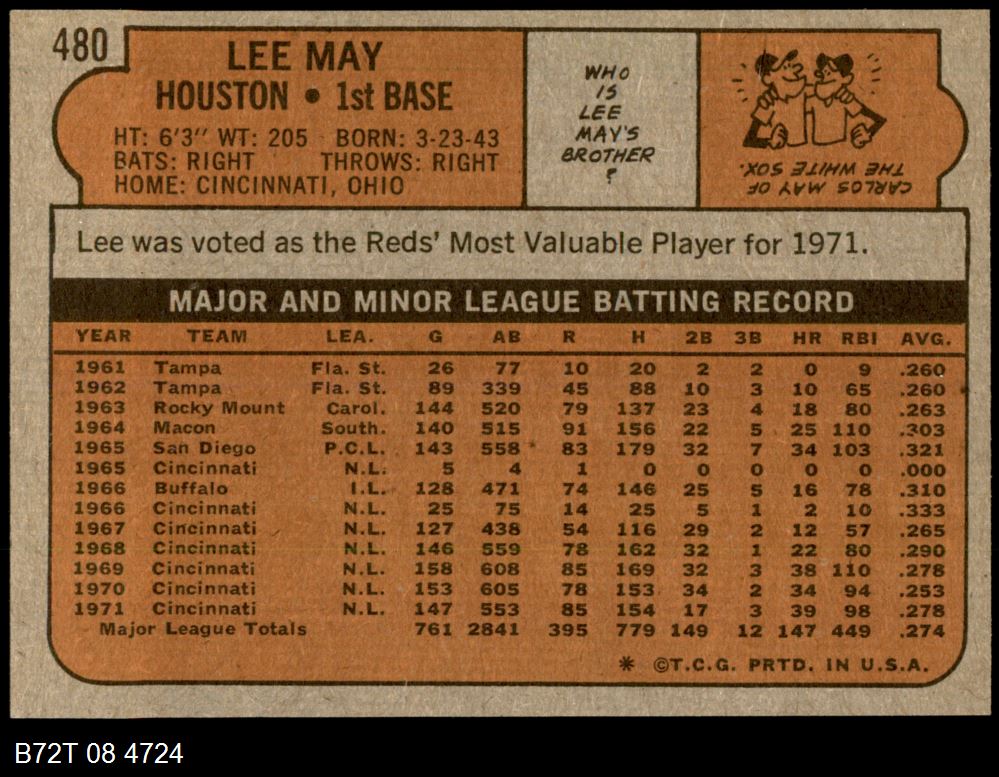 480
LEE MAY
HOUSTON • 1st BASE
HT: 6'3" WT: 205 BORN: 3-23-43
BATS: RIGHT THROWS: RIGHT
HOME: CINCINNATI, OHIO
WHO
IS
LEE
MAY'S
BROTHER
?
CARLOS MAY OF
THE WHITE SOX.
Lee was voted as the Reds' Most Valuable Player for 1971.
MAJOR AND MINOR LEAGUE BATTING RECORD
YEAR TEAM LEA. G AB R H 2B 3B HR RBI AVG.
1961 Tampa Fla. St. 26 77 10 20 2 2 0 9 .260
1962 Tampa Fla. St. 89 339 45 88 10 3 10 65 .260
1963 Rocky Mount Carol. 144 520 79 137 23 4 18 80 .263
1964 Macon South. 140 515 91 156 22 5 25 110 .303
1965 San Diego P.C.L. 143 558 83 179 32 7 34 103 .321
1965 Cincinnati N.L. 5 4 1 0 0 0 0 0 .000
1966 Buffalo I.L. 128 471 74 146 25 5 16 78 .310
1966 Cincinnati N.L. 25 75 14 25 5 1 2 10 .333
1967 Cincinnati N.L. 127 438 54 116 29 2 12 57 .265
1968 Cincinnati N.L. 146 559 78 162 32 1 22 80 .290
1969 Cincinnati N.L. 158 608 85 169 32 3 38 110 .278
1970 Cincinnati N.L. 153 605 78 153 34 2 34 94 .253
1971 Cincinnati N.L. 147 553 85 154 17 3 39 98 .278
Major League Totals 761 2841 395 779 149 12 147 449 .274
* ©T.C.G. PRTD. IN U.S.A.
B72T 08 4724